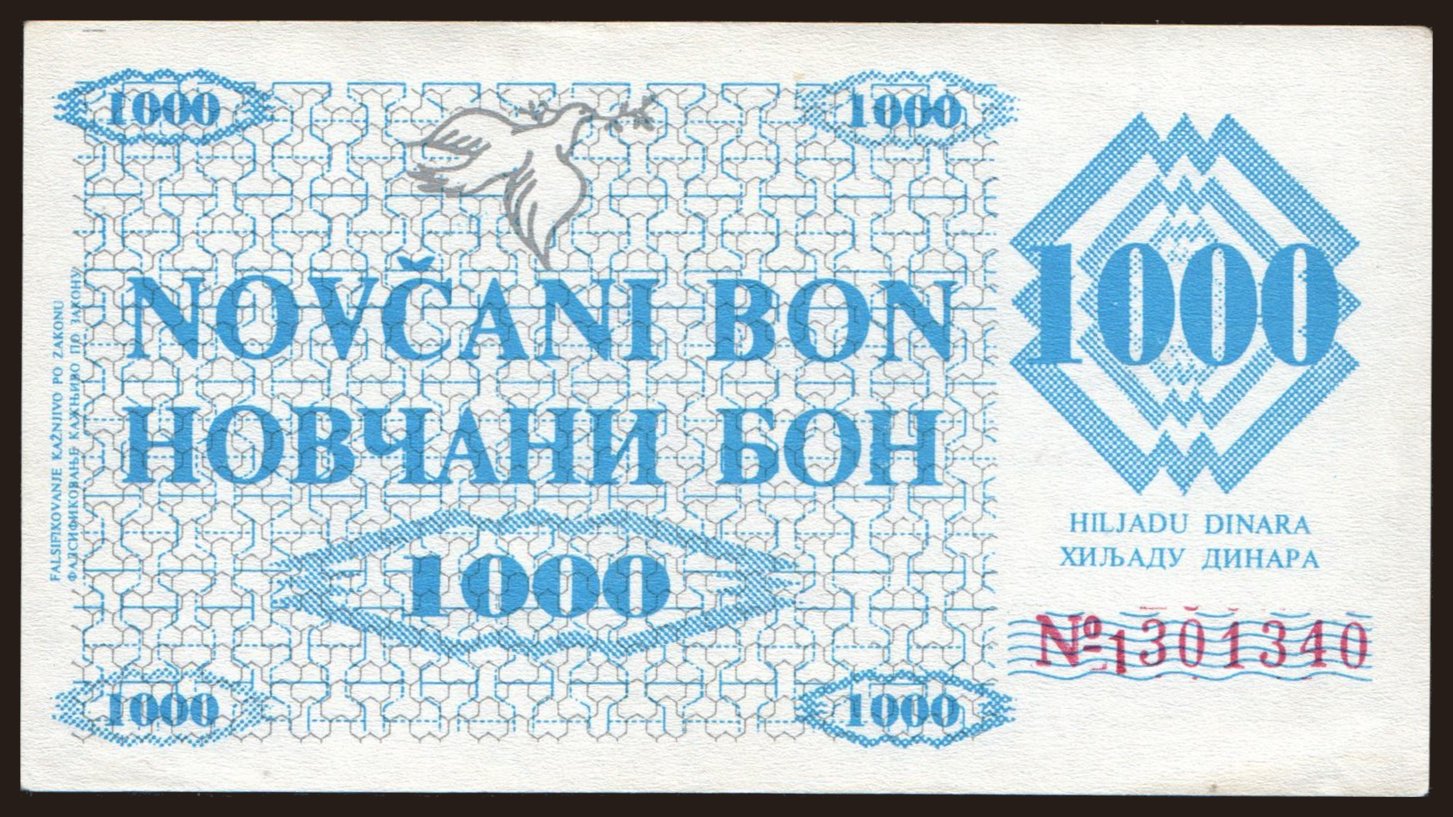 1000
1000
NOVČANI BON
НОВЧАНИ БОН
1000
1000
1000
1000
HILJADU DINARA
ХИЉАДУ ДИНАРА
№1301340
FALSIFIKOVANJE KAŽNJIVO PO ZAKONU
ФАЛСИФИКОВАЊЕ КАЖЊИВО ПО ЗАКОНУ